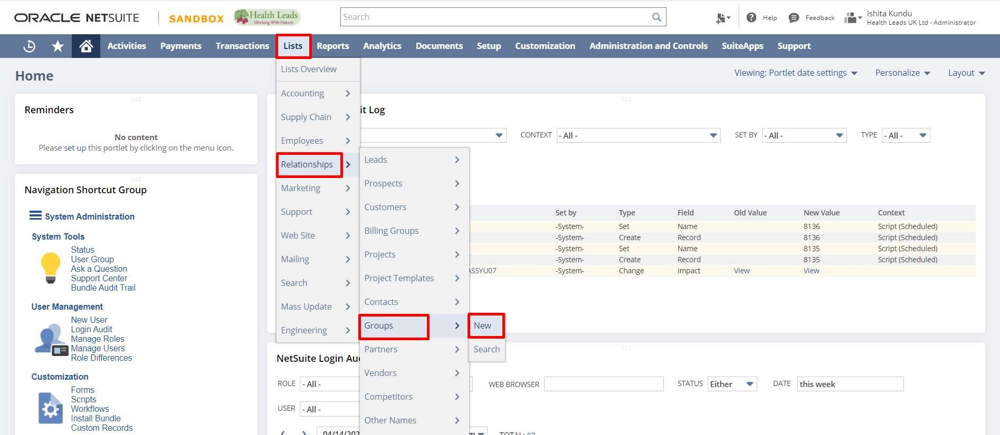 ORACLE NETSUITE
SANDBOX
Health Leads
Working With Nature
Search
Help
Feedback
Ishita Kundu
Health Leads UK Ltd - Administrator
Activities Payments Transactions Lists Reports Analytics Documents Setup Customization Administration and Controls SuiteApps Support
Home
Viewing: Portlet date settings
Personalize
Layout
Lists Overview
Accounting
Supply Chain
Employees
Relationships
Marketing
Support
Web Site
Mailing
Search
Mass Update
Engineering
Leads
Prospects
Customers
Billing Groups
Projects
Project Templates
Contacts
Groups
Partners
Vendors
Competitors
Other Names
New
Search
Reminders
No content
Please set up this portlet by clicking on the menu icon.
Navigation Shortcut Group
System Administration
System Tools
Status
User Group
Ask a Question
Support Center
Bundle Audit Trail
User Management
New User
Login Audit
Manage Roles
Manage Users
Role Differences
Customization
Forms
Scripts
Workflows
Install Bundle
Custom Records
it Log
CONTEXT - All - SET BY - All - TYPE - All -
Set by Type Field Old Value New Value Context
-System- Set Name 8136 Script (Scheduled)
-System- Create Record 8136 Script (Scheduled)
-System- Set Name 8135 Script (Scheduled)
-System- Create Record 8135 Script (Scheduled)
ASSYU07 -System- Change Impact View View
NetSuite Login Au
ROLE - All - WEB BROWSER STATUS Either DATE this week
USER - All -
04/14/202 TOTAL: 87